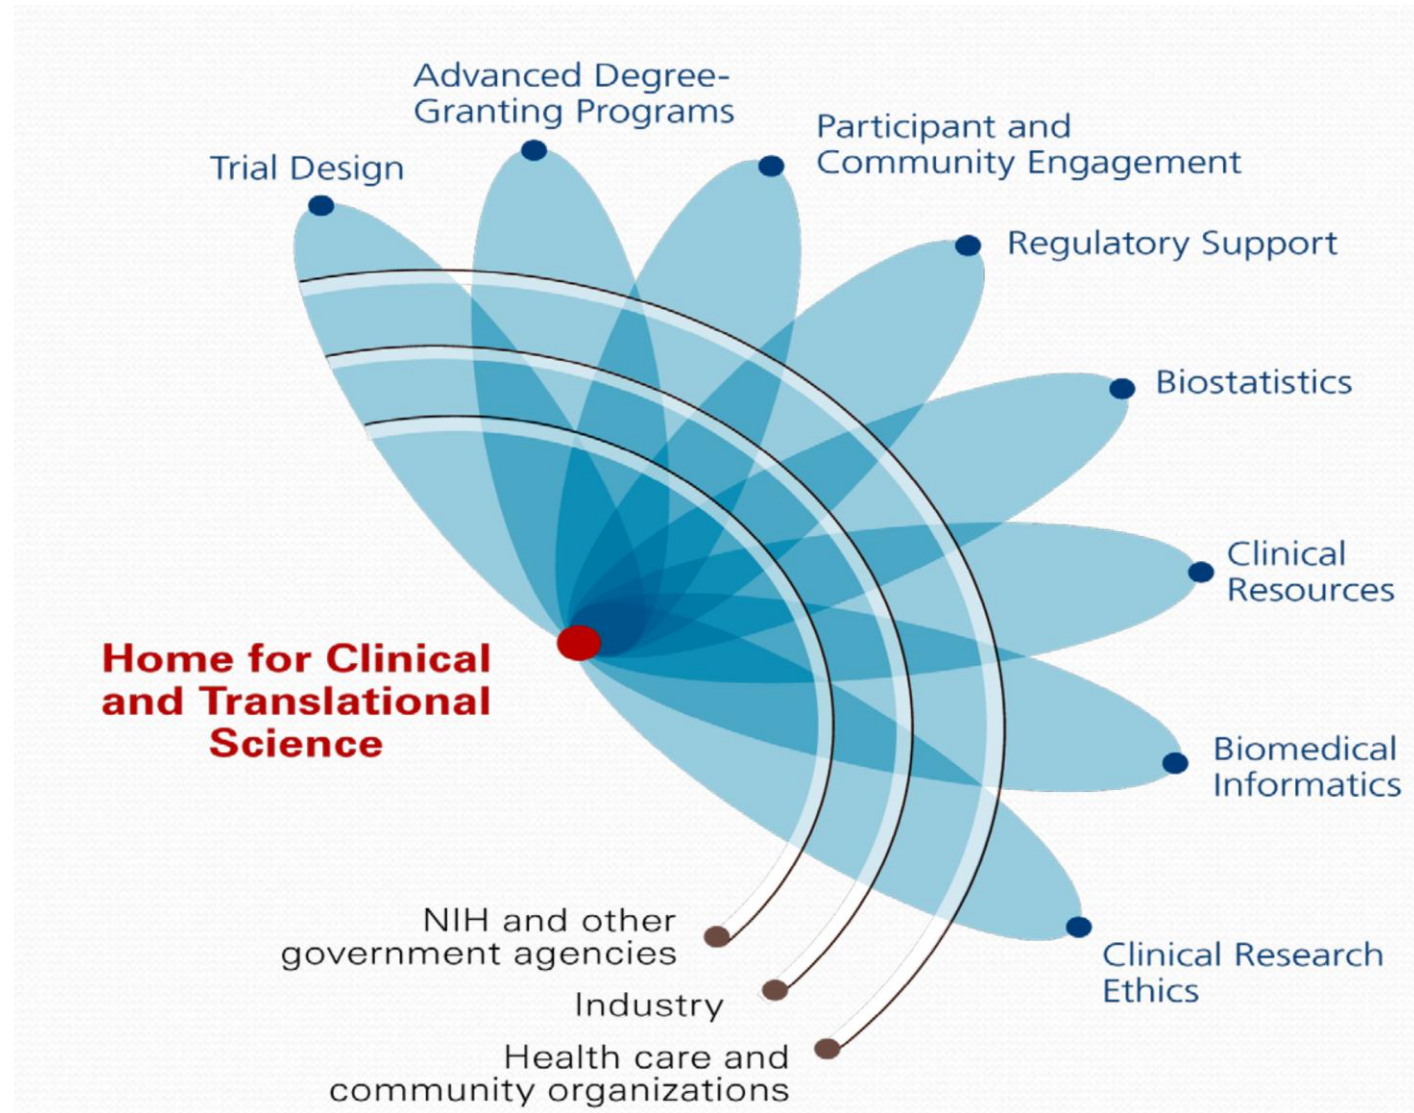 Advanced Degree-
Granting Programs
Participant and
Community Engagement
Trial Design
Regulatory Support
Biostatistics
Clinical
Resources
Home for Clinical
and Translational
Science
Biomedical
Informatics
NIH and other
government agencies
Clinical Research
Ethics
Industry
Health care and
community organizations